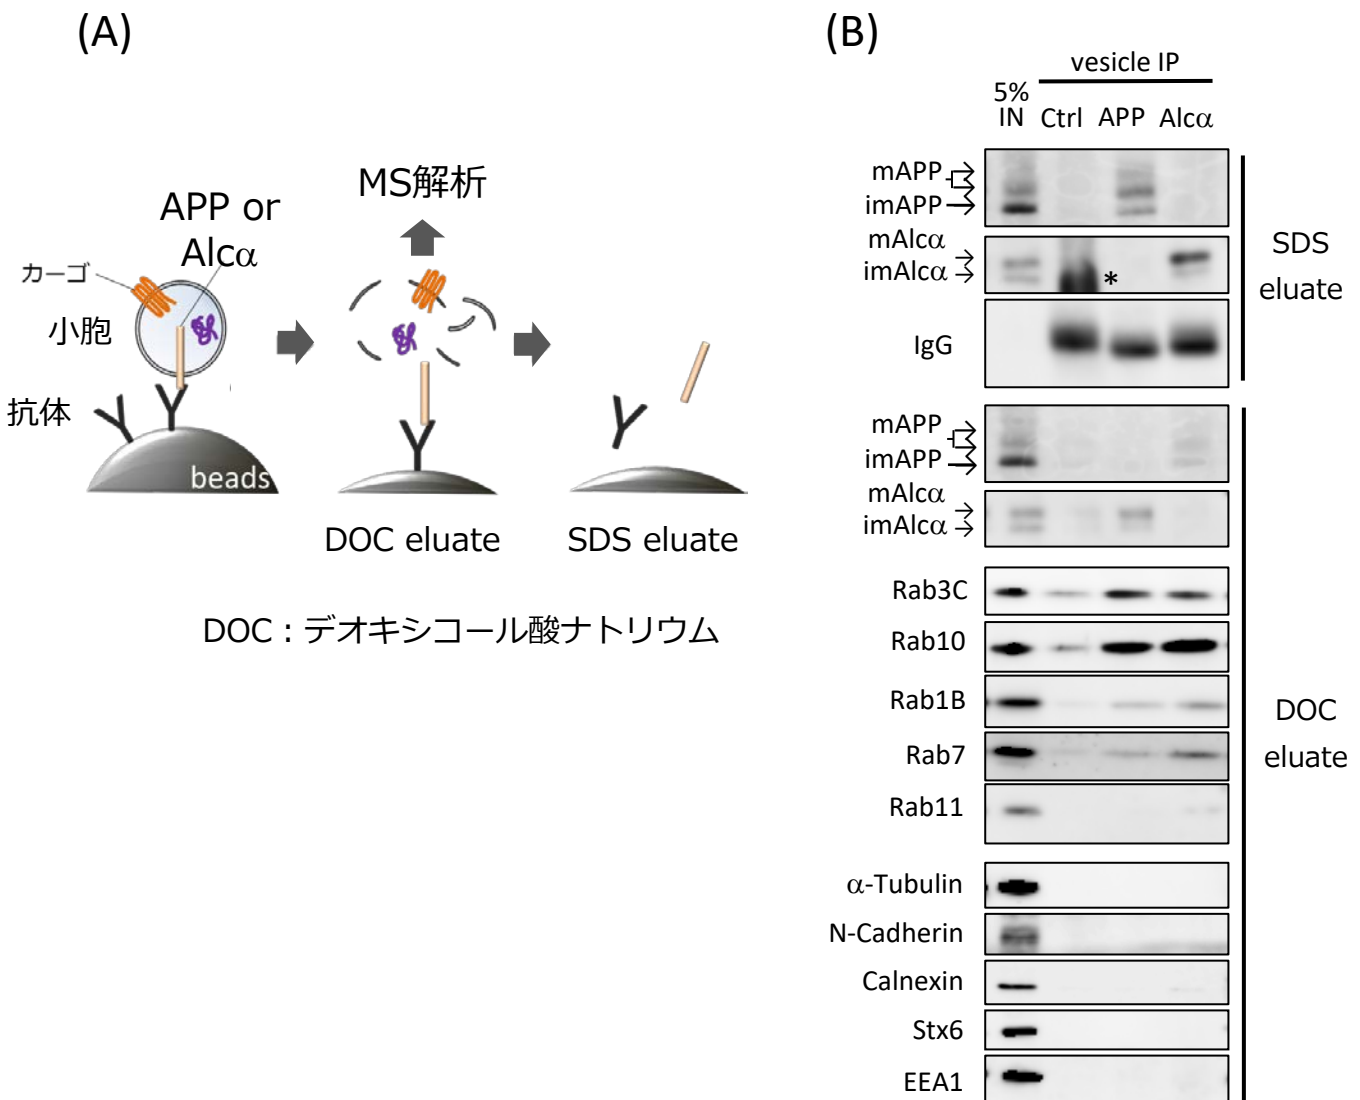 (A)
MS解析
APP or
Alcα
カーゴ
小胞
抗体
beads
DOC eluate
SDS eluate
DOC：デオキシコール酸ナトリウム
(B)
vesicle IP
5%
IN Ctrl APP Alcα
mAPP
imAPP
mAlcα
imAlcα
*
IgG
SDS
eluate
mAPP
imAPP
mAlcα
imAlcα
Rab3C
Rab10
Rab1B
Rab7
Rab11
α-Tubulin
N-Cadherin
Calnexin
Stx6
EEA1
DOC
eluate